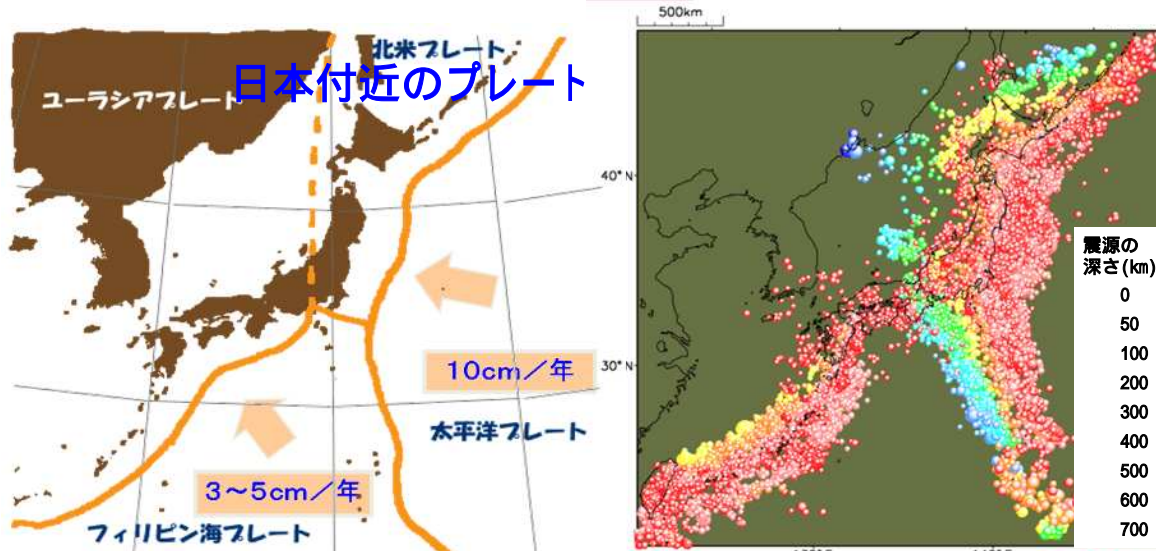 日本付近のプレート
北米プレート
ユーラシアプレート
10cm／年
太平洋プレート
3～5cm／年
フィリピン海プレート
500km
40°N
30°N
震源の
深さ(km)
0
50
100
200
300
400
500
600
700